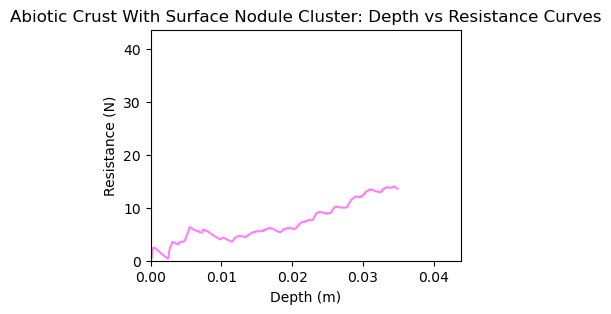 Abiotic Crust With Surface Nodule Cluster: Depth vs Resistance Curves
40
30
20
10
0
Resistance (N)
0.00 0.01 0.02 0.03 0.04
Depth (m)